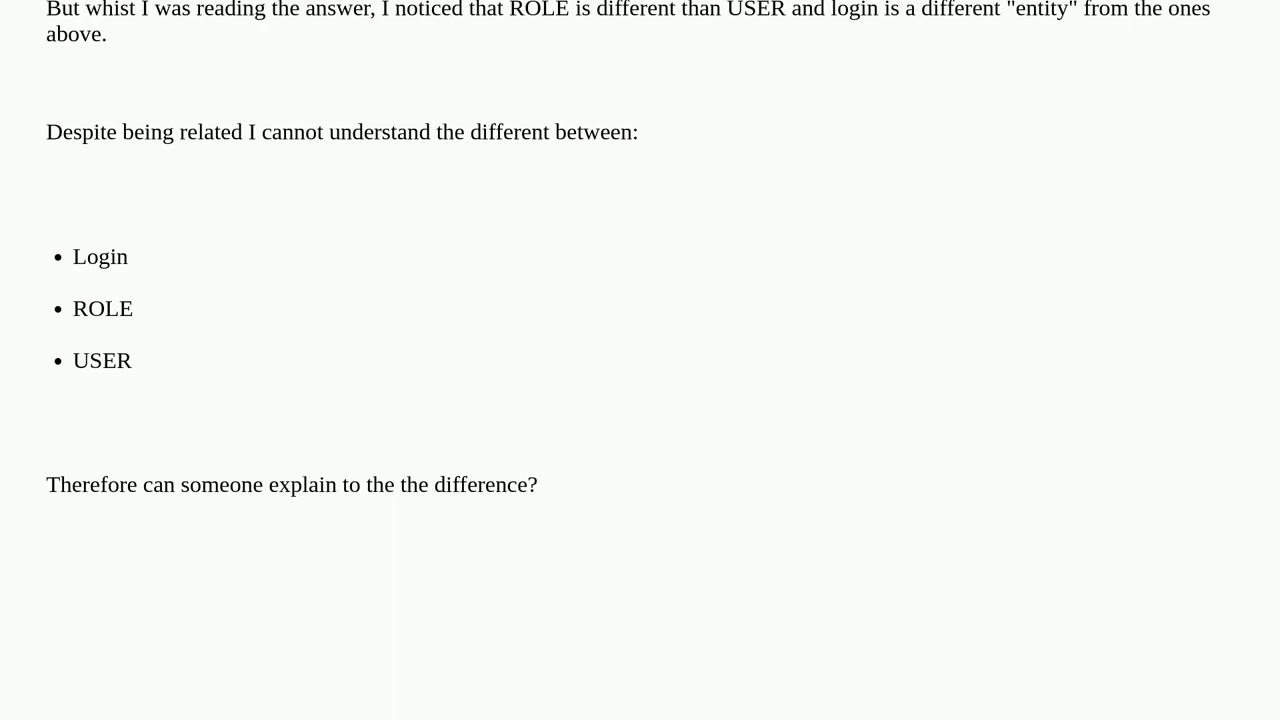 But whist I was reading the answer, I noticed that ROLE is different than USER and login is a different "entity" from the ones
above.
Despite being related I cannot understand the different between:
• Login
• ROLE
• USER
Therefore can someone explain to the the difference?